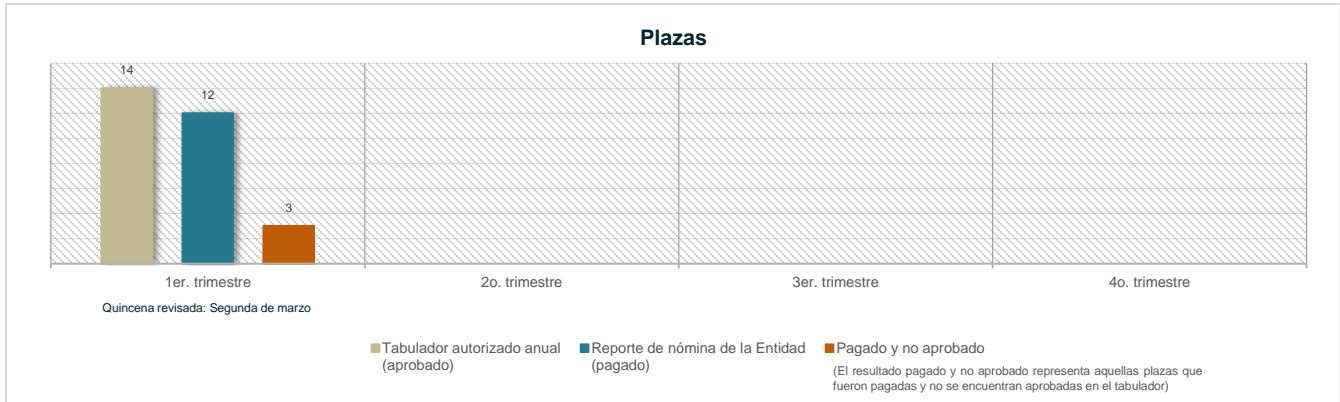 Plazas
14
12
3
1er. trimestre
2o. trimestre
3er. trimestre
4o. trimestre
Quincena revisada: Segunda de marzo
Tabulador autorizado anual
(aprobado)
Reporte de nómina de la Entidad
(pagado)
Pagado y no aprobado
(El resultado pagado y no aprobado representa aquellas plazas que
fueron pagadas y no se encuentran aprobadas en el tabulador)